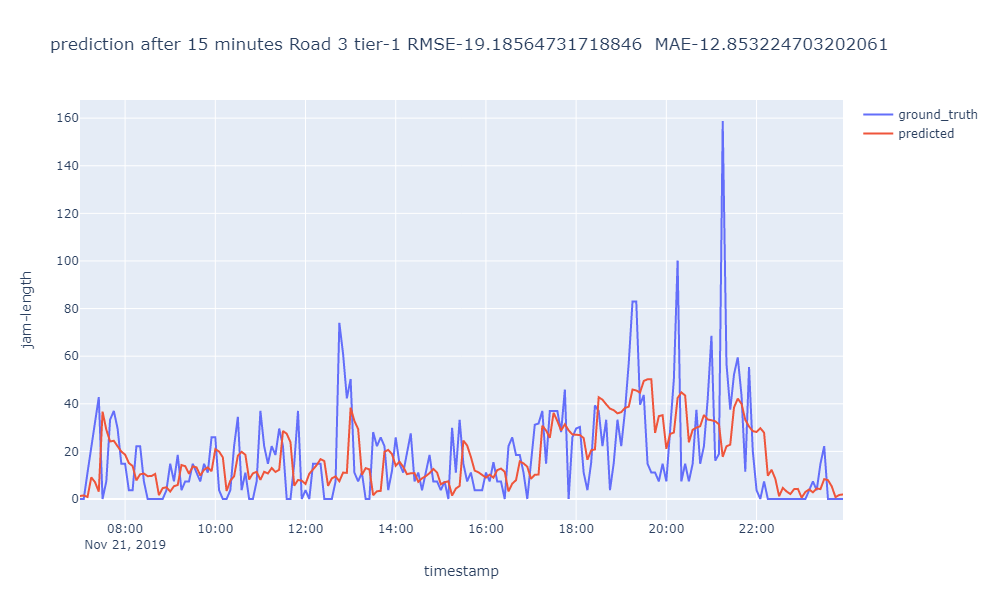 prediction after 15 minutes Road 3 tier-1 RMSE-19.18564731718846  MAE-12.853224703202061
ground_truth
predicted
160
140
120
100
80
60
40
20
0
jam-length
08:00 10:00 12:00 14:00 16:00 18:00 20:00 22:00
Nov 21, 2019
timestamp